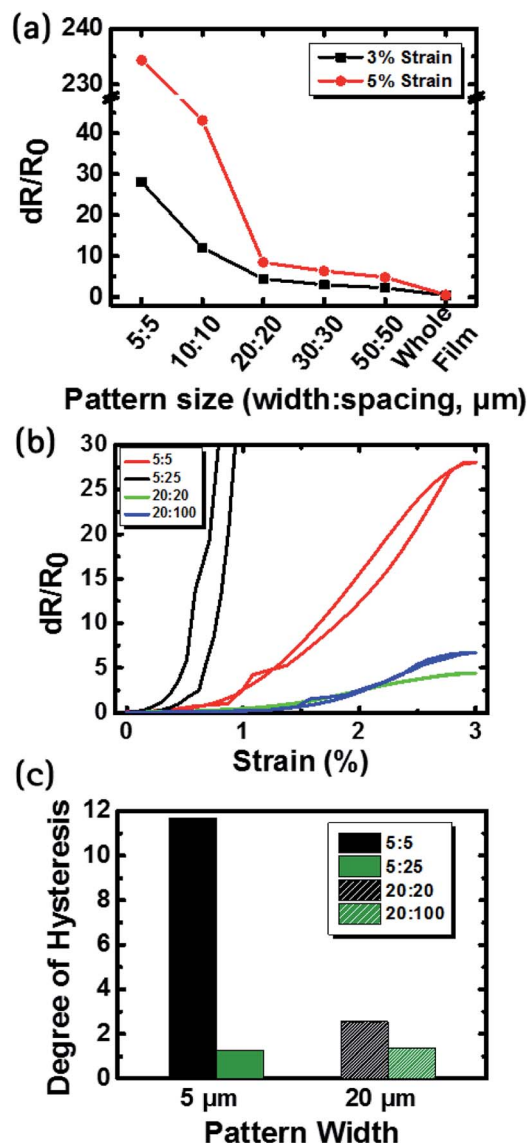 (a)
240
230
40
30
20
10
0
dR/R0
3% Strain
5% Strain
5:5
10:10
20:20
30:30
50:50
Whole
Film
Pattern size (width:spacing, μm)
(b)
30
25
20
15
10
5
0
dR/R0
5:5
5:25
20:20
20:100
0
1
2
3
Strain (%)
(c)
12
10
8
6
4
2
0
Degree of Hysteresis
5:5
5:25
20:20
20:100
5 μm
20 μm
Pattern Width